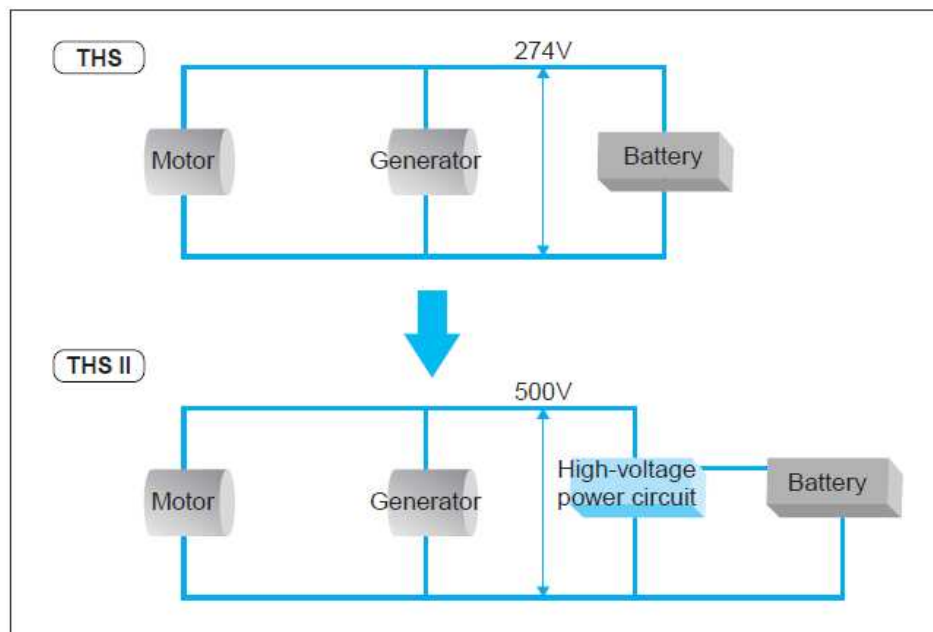 THS
274V
Motor
Generator
Battery
THS II
500V
Motor
Generator
High-voltage
power circuit
Battery